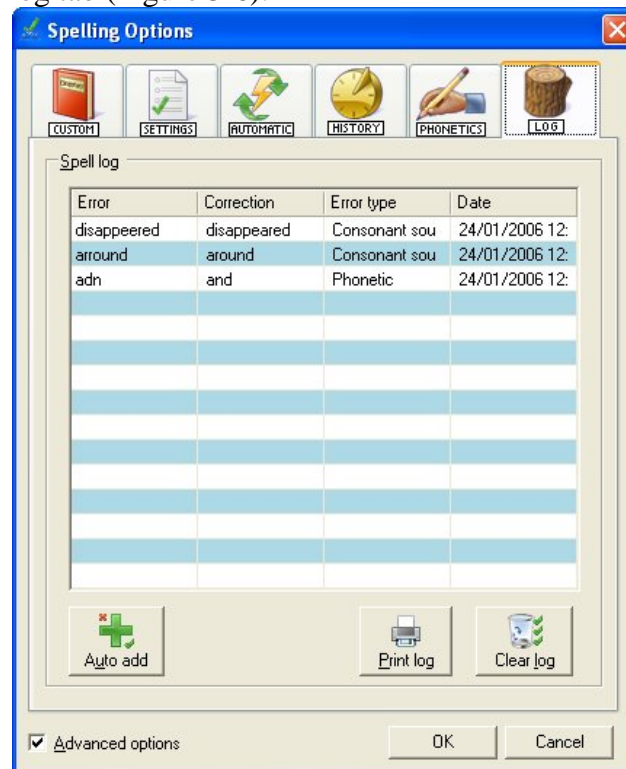 Spelling Options
CUSTOM SETTINGS AUTOMATIC HISTORY PHONETICS LOG
Spell log
Error Correction Error type Date
disappeered disappeared Consonant sou 24/01/2006 12:
arround around Consonant sou 24/01/2006 12:
adn and Phonetic 24/01/2006 12:
Auto add Print log Clear log
Advanced options OK Cancel